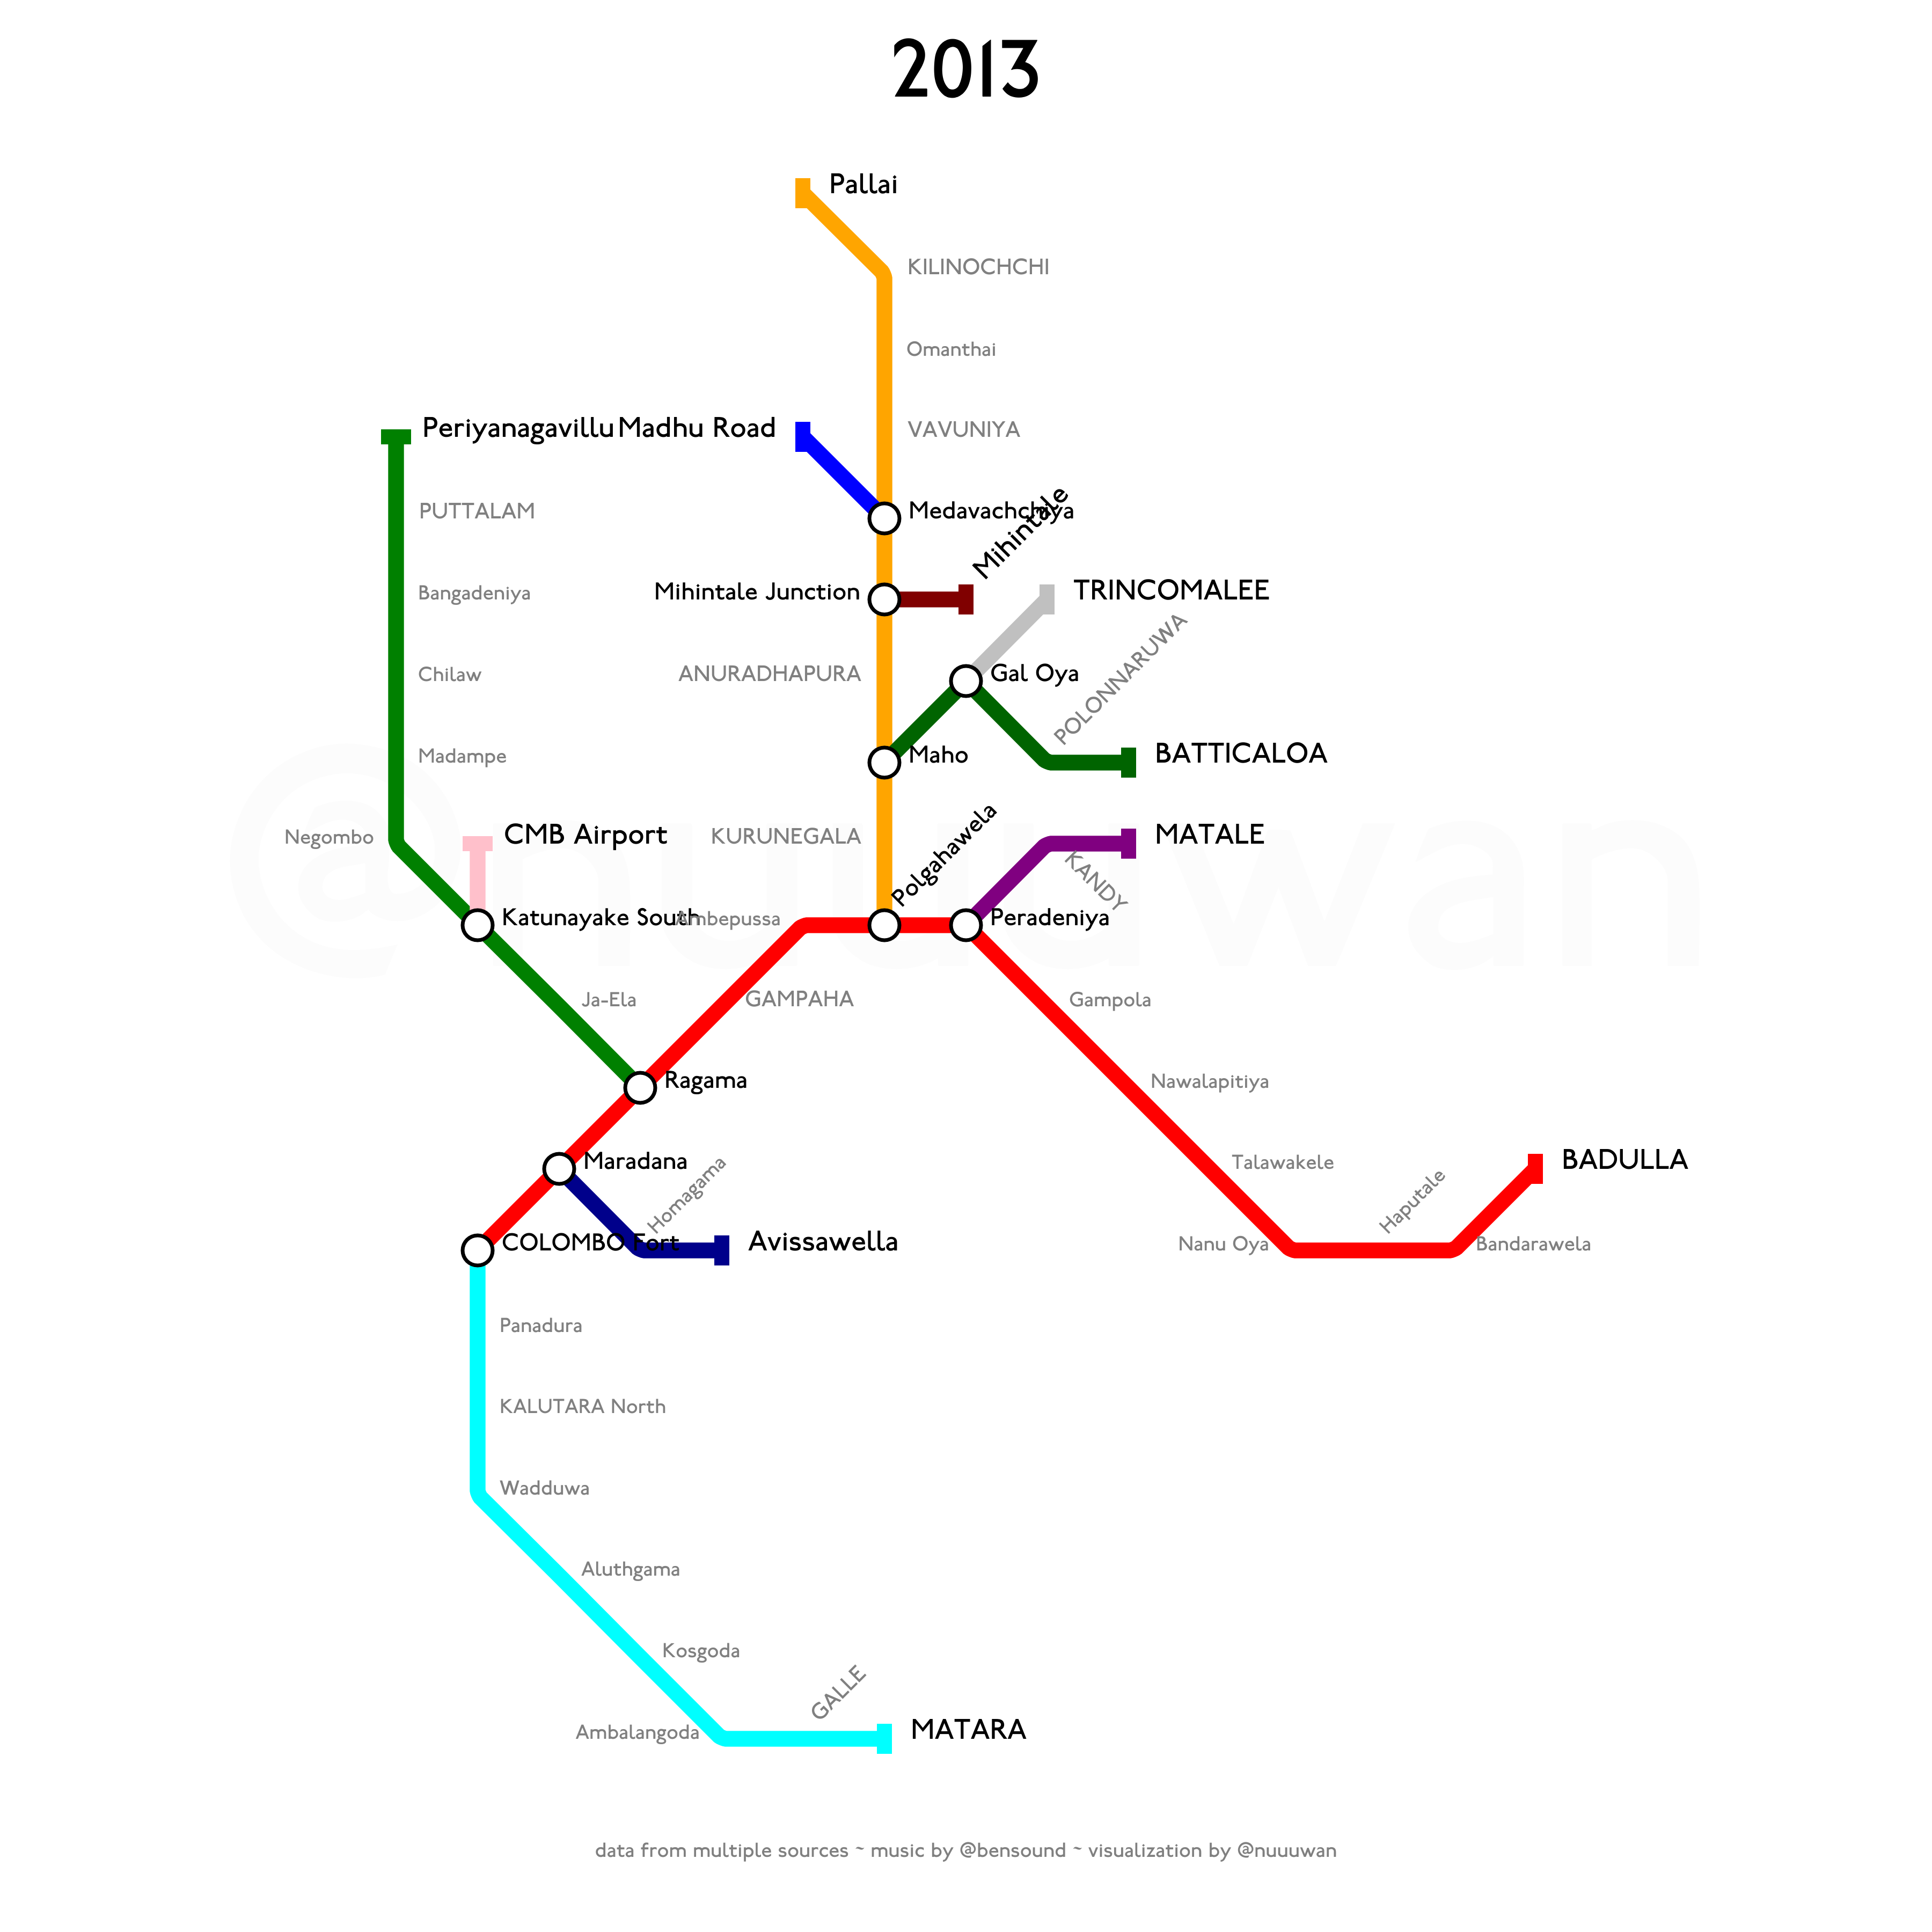 2013
Pallai
KILINOCHCHI
Omanthai
Periyanagavillu
Madhu Road
VAVUNIYA
PUTTALAM
Medavachchiya
Mihintale
Bangadeniya
Mihintale Junction
TRINCOMALEE
Chilaw
ANURADHAPURA
Gal Oya
POLONNARUWA
Madampe
Maho
BATTICALOA
Negombo
CMB Airport
KURUNEGALA
Polgahawela
MATALE
KANDY
@nuuuwan
Katunayake South
Ambepussa
Peradeniya
Ja-Ela
GAMPAHA
Gampola
Ragama
Nawalapitiya
Maradana
Homagama
Talawakele
Haputale
BADULLA
COLOMBO Fort
Avissawella
Nanu Oya
Bandarawela
Panadura
KALUTARA North
Wadduwa
Aluthgama
Kosgoda
GALLE
Ambalangoda
MATARA
data from multiple sources ~ music by @bensound ~ visualization by @nuuuwan